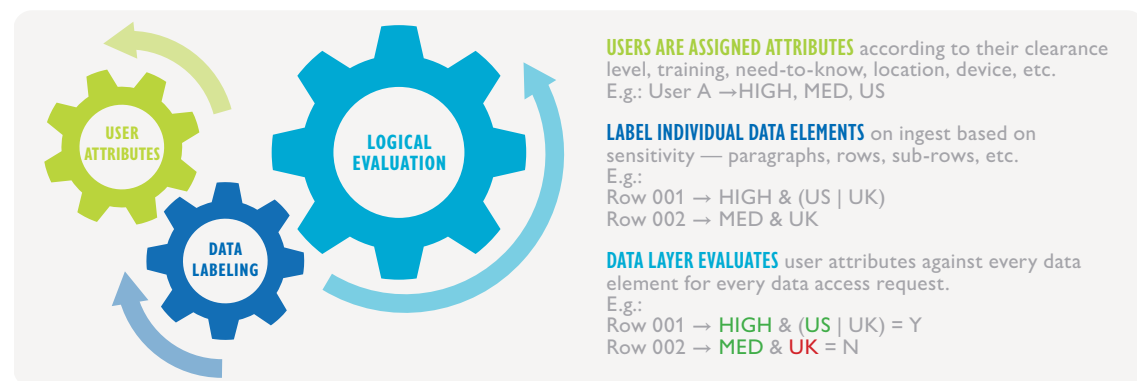 USER
ATTRIBUTES
DATA
LABELING
LOGICAL
EVALUATION
USERS ARE ASSIGNED ATTRIBUTES according to their clearance
level, training, need-to-know, location, device, etc.
E.g.: User A →HIGH, MED, US
LABEL INDIVIDUAL DATA ELEMENTS on ingest based on
sensitivity — paragraphs, rows, sub-rows, etc.
E.g.:
Row 001 → HIGH & (US | UK)
Row 002 → MED & UK
DATA LAYER EVALUATES user attributes against every data
element for every data access request.
E.g.:
Row 001 → HIGH & (US | UK) = Y
Row 002 → MED & UK = N